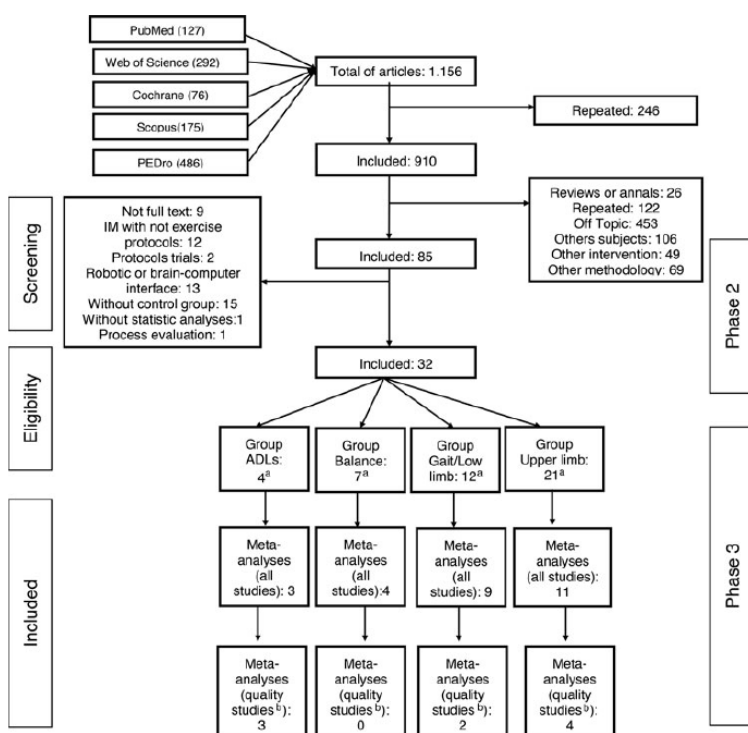 PubMed (127)
Web of Science (292)
Cochrane (76)
Scopus(175)
PEDro (486)
Total of articles: 1.156
Repeated: 246
Included: 910
Reviews or annals: 26
Repeated: 122
Off Topic: 453
Others subjects: 106
Other intervention: 49
Other methodology: 69
Screening
Not full text: 9
IM with not exercise
protocols: 12
Protocols trials: 2
Robotic or brain-computer
interface: 13
Without control group: 15
Without statistic analyses:1
Process evaluation: 1
Included: 85
Phase 2
Included: 32
Eligibility
Group
ADLs:
4a
Group
Balance:
7a
Group
Gait/Low
limb: 12a
Group
Upper limb:
21a
Phase 3
Included
Meta-
analyses
(all
studies): 3
Meta-
analyses
(all
studies):4
Meta-
analyses
(all
studies): 9
Meta-
analyses
(all studies):
11
Meta-
analyses
(quality
studies b):
3
Meta-
analyses
(quality
studies b):
0
Meta-
analyses
(quality
studies b):
2
Meta-
analyses
(quality
studies b):
4